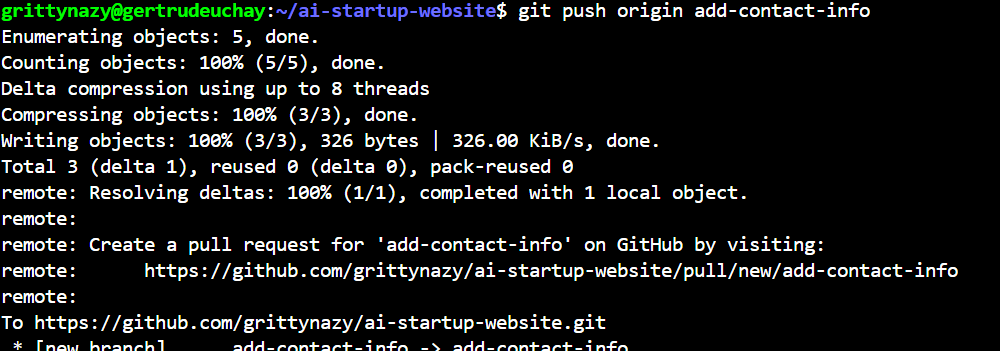 grittynazy@gertrudeuchay:~/ai-startup-website$ git push origin add-contact-info
Enumerating objects: 5, done.
Counting objects: 100% (5/5), done.
Delta compression using up to 8 threads
Compressing objects: 100% (3/3), done.
Writing objects: 100% (3/3), 326 bytes | 326.00 KiB/s, done.
Total 3 (delta 1), reused 0 (delta 0), pack-reused 0
remote: Resolving deltas: 100% (1/1), completed with 1 local object.
remote:
remote: Create a pull request for 'add-contact-info' on GitHub by visiting:
remote:      https://github.com/grittynazy/ai-startup-website/pull/new/add-contact-info
remote:
To https://github.com/grittynazy/ai-startup-website.git
 * [new branch]      add-contact-info -> add-contact-info